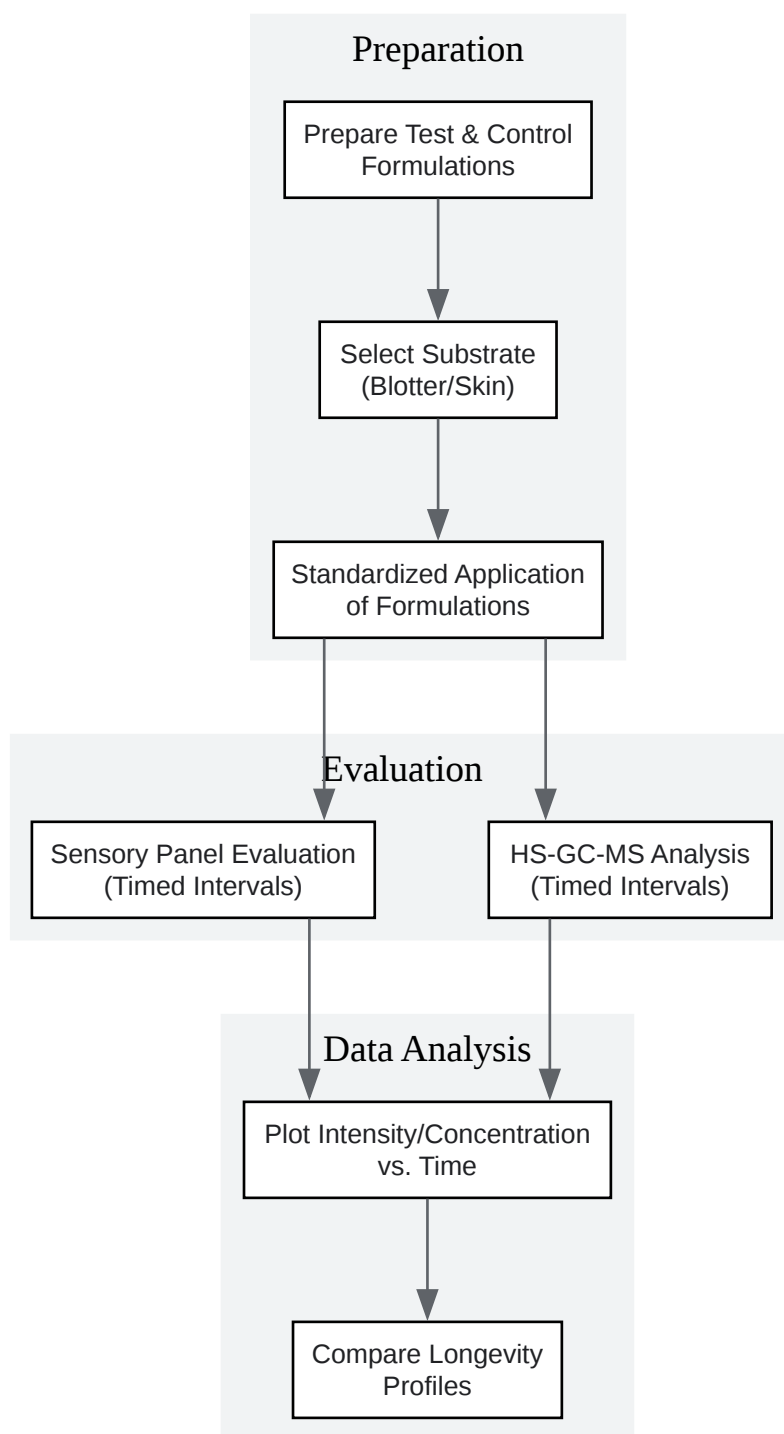 Preparation
Prepare Test & Control
Formulations
Select Substrate
(Blotter/Skin)
Standardized Application
of Formulations
Evaluation
Sensory Panel Evaluation
(Timed Intervals)
HS-GC-MS Analysis
(Timed Intervals)
Data Analysis
Plot Intensity/Concentration
vs. Time
Compare Longevity
Profiles